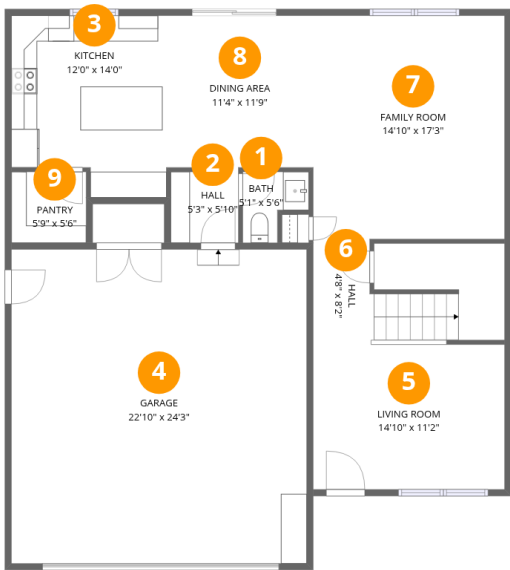 3
KITCHEN
12'0" x 14'0"
8
DINING AREA
11'4" x 11'9"
7
FAMILY ROOM
14'10" x 17'3"
9
PANTRY
5'9" x 5'6"
2
HALL
5'3" x 5'10"
1
BATH
5'1" x 5'6"
6
HALL
4'8" x 8'2"
4
GARAGE
22'10" x 24'3"
5
LIVING ROOM
14'10" x 11'2"